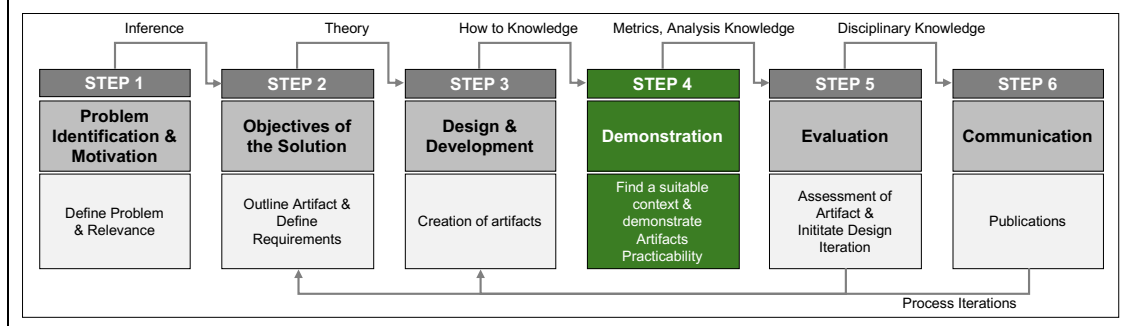 Inference
Theory
How to Knowledge
Metrics, Analysis Knowledge
Disciplinary Knowledge
STEP 1
Problem
Identification &
Motivation
Define Problem
& Relevance
STEP 2
Objectives of
the Solution
Outline Artifact &
Define
Requirements
STEP 3
Design &
Development
Creation of artifacts
STEP 4
Demonstration
Find a suitable
context &
demonstrate
Artifacts
Practicability
STEP 5
Evaluation
Assessment of
Artifact &
Inititate Design
Iteration
STEP 6
Communication
Publications
Process Iterations